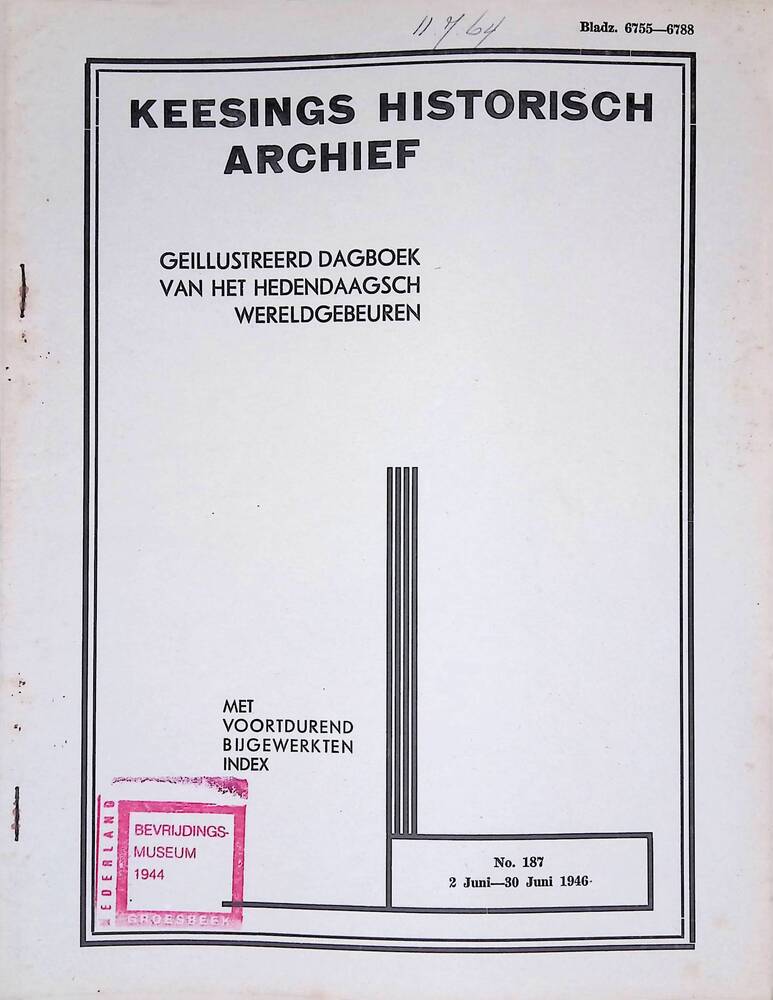 11 7 64
Bladz. 6755—6788
KEESINGS HISTORISCH
ARCHIEF
GEILLUSTREERD DAGBOEK
VAN HET HEDENDAAGSCH
WERELDGEBEUREN
MET
VOORTDUREND
BIJGEWERKTEN
INDEX
NEDERLAND
BEVRIJDINGS-
MUSEUM
1944
GROESBEEK
No. 187
2 Juni—30 Juni 1946